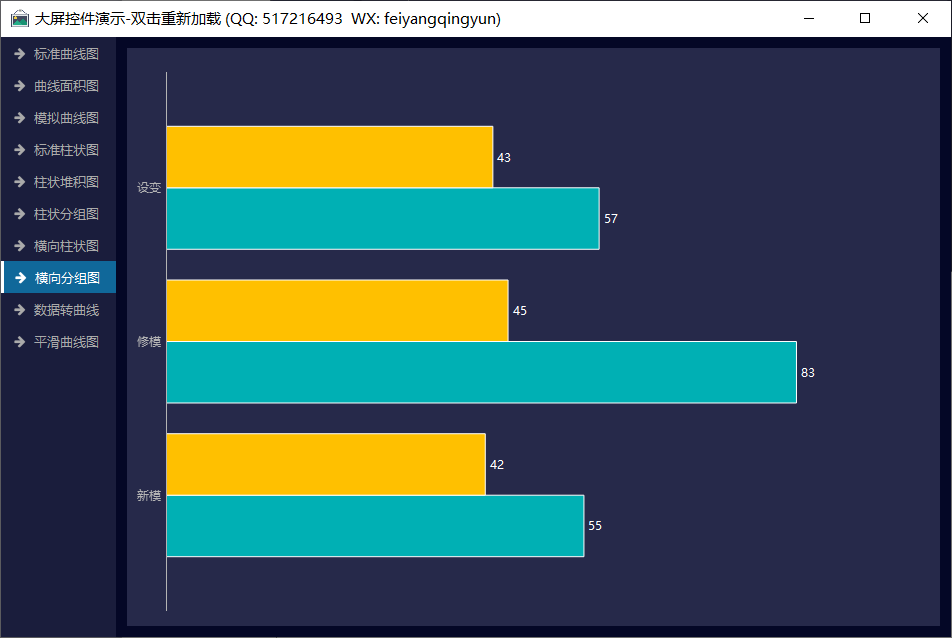 大屏控件演示-双击重新加载 (QQ: 517216493  WX: feiyangqingyun)
标准曲线图
曲线面积图
模拟曲线图
标准柱状图
柱状堆积图
柱状分组图
横向柱状图
横向分组图
数据转曲线
平滑曲线图
43
设变
57
45
修模
83
42
新模
55